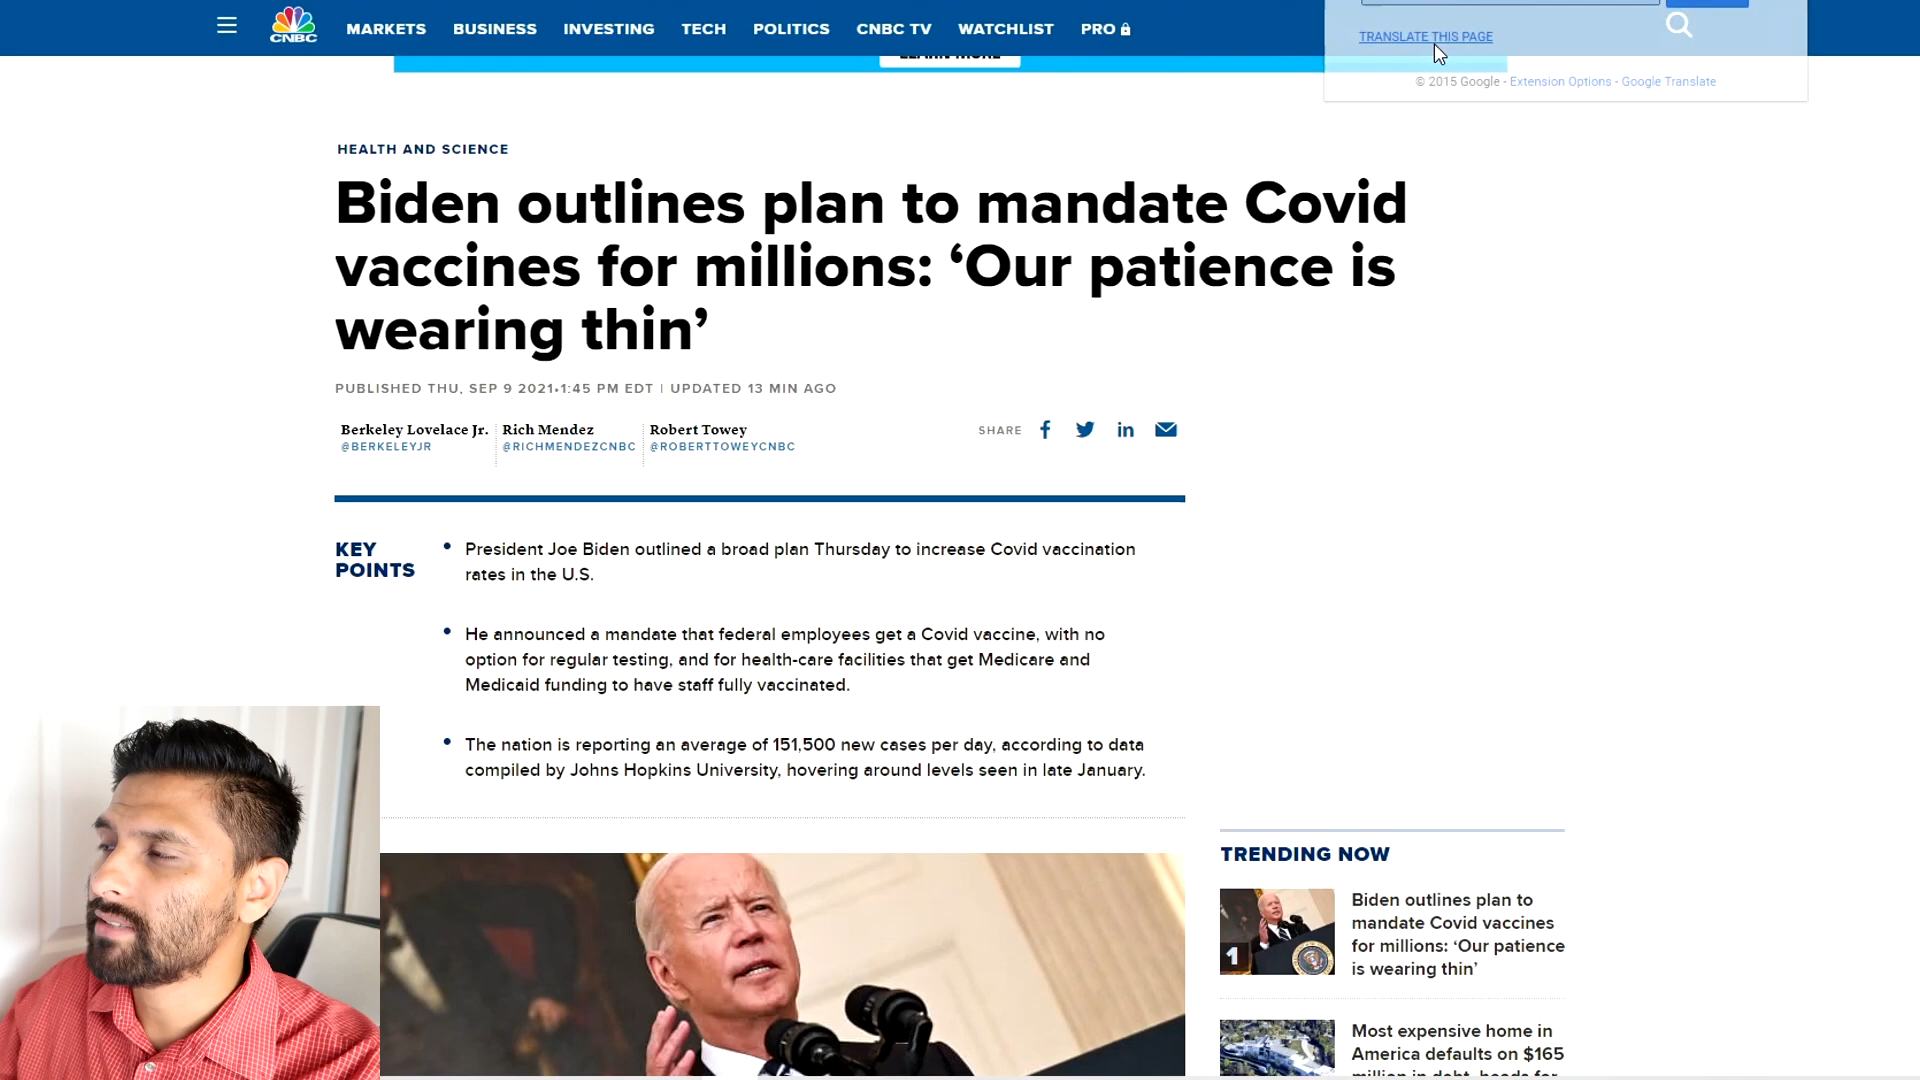 CNBC
MARKETS BUSINESS INVESTING TECH POLITICS CNBC TV WATCHLIST PRO
TRANSLATE THIS PAGE
© 2015 Google - Extension Options - Google Translate
LEARN MORE
HEALTH AND SCIENCE
Biden outlines plan to mandate Covid
vaccines for millions: ‘Our patience is
wearing thin’
PUBLISHED THU, SEP 9 2021•1:45 PM EDT | UPDATED 13 MIN AGO
Berkeley Lovelace Jr.
@BERKELEYJR
Rich Mendez
@RICHMENDEZCNBC
Robert Towey
@ROBERTTOWEYCNBC
SHARE
KEY
POINTS
• President Joe Biden outlined a broad plan Thursday to increase Covid vaccination
rates in the U.S.
• He announced a mandate that federal employees get a Covid vaccine, with no
option for regular testing, and for health-care facilities that get Medicare and
Medicaid funding to have staff fully vaccinated.
• The nation is reporting an average of 151,500 new cases per day, according to data
compiled by Johns Hopkins University, hovering around levels seen in late January.
TRENDING NOW
1
Biden outlines plan to
mandate Covid vaccines
for millions: ‘Our patience
is wearing thin’
Most expensive home in
America defaults on $165
million in debt, heads for